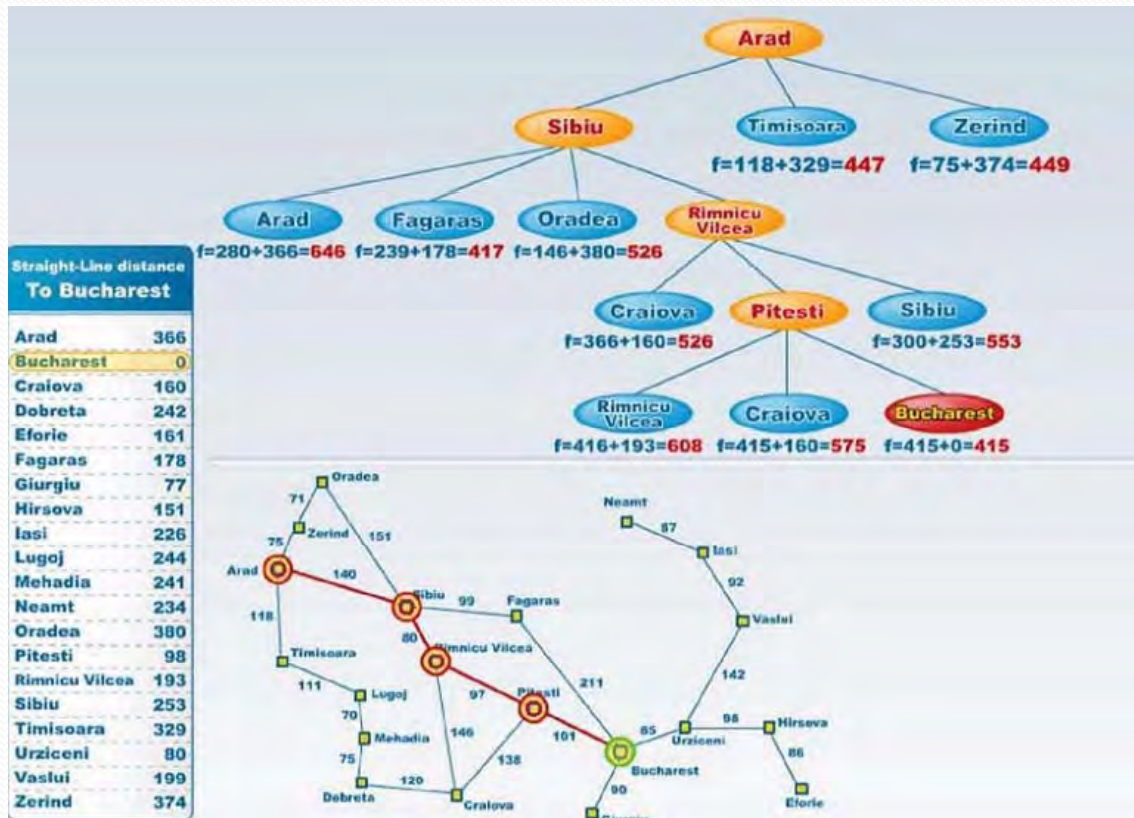 Arad
Sibiu
Timisoara
Zerind
f=118+329=447
f=75+374=449
Arad
Fagaras
Oradea
Rimnicu
Vilcea
f=280+366=646
f=239+178=417
f=146+380=526
Craiova
Pitesti
Sibiu
f=366+160=526
f=300+253=553
Rimnicu
Vilcea
Craiova
Bucharest
f=416+193=608
f=415+160=575
f=415+0=415
Straight-Line distance
To Bucharest
Arad 366
Bucharest 0
Craiova 160
Dobreta 242
Eforie 161
Fagaras 178
Giurgiu 77
Hirsova 151
Iasi 226
Lugoj 244
Mehadia 241
Neamt 234
Oradea 380
Pitesti 98
Rimnicu Vilcea 193
Sibiu 253
Timisoara 329
Urziceni 80
Vaslui 199
Zerind 374
Oradea
71
Zerind
151
75
Arad
140
Sibiu
99
Fagaras
118
80
Rimnicu Vilcea
Timisoara
111
Lugoj
97
Pitesti
211
70
Mehadia
146
101
75
138
Bucharest
Dobreta
120
Craiova
90
Neamt
87
Iasi
92
Vaslui
142
85
Urziceni
98
Hirsova
86
Eforie